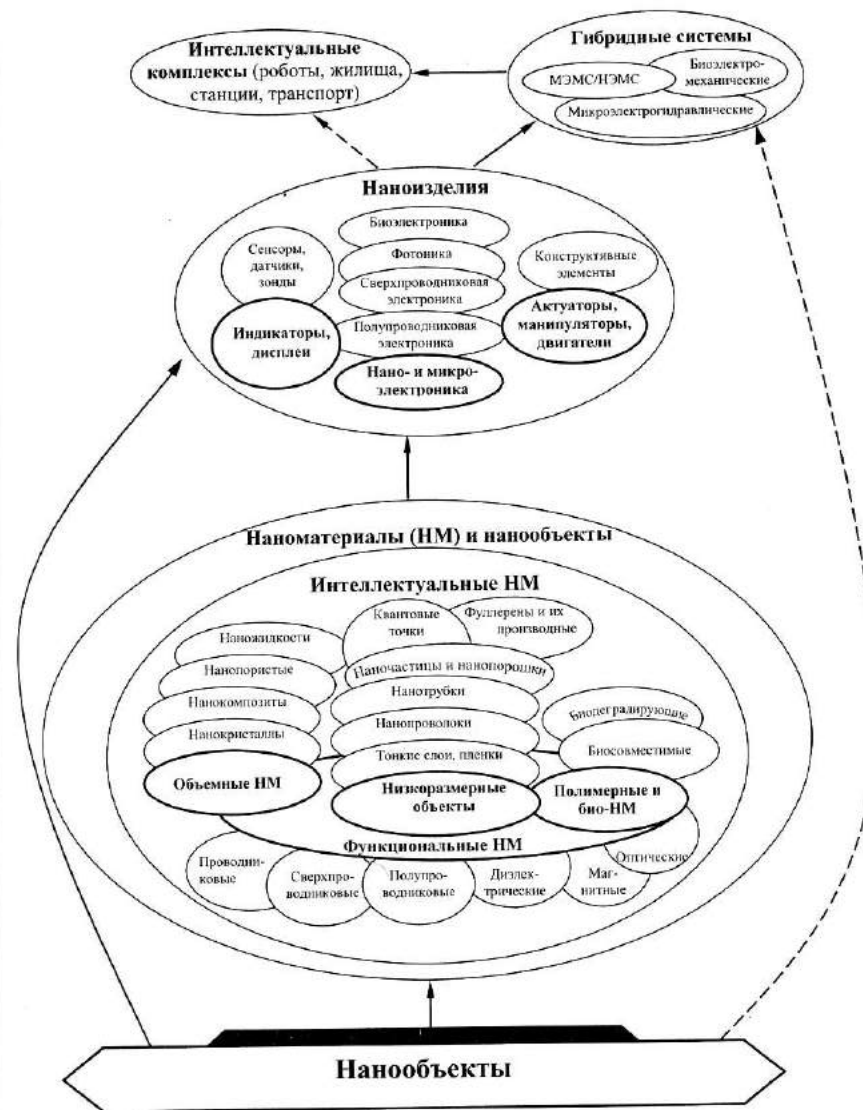 Интеллектуальные
комплексы (роботы, жилища,
станции, транспорт)
Гибридные системы
МЭМС/НЭМС
Биоэлектро-
механические
Микроэлектрогидравлические
Наноизделия
Биоэлектроника
Сенсоры,
датчики,
зонды
Фотоника
Конструктивные
элементы
Сверхпроводниковая
электроника
Индикаторы,
дисплеи
Полупроводниковая
электроника
Актуаторы,
манипуляторы,
двигатели
Нано- и микро-
электроника
Наноматериалы (НМ) и нанообъекты
Интеллектуальные НМ
Квантовые
точки
Фуллерены и их
производные
Наножидкости
Нанопористые
Наночастицы и нанопорошки
Нанокомпозиты
Нанотрубки
Нанокристаллы
Нанопроволоки
Биодеградирующие
Тонкие слои, пленки
Биосовместимые
Объемные НМ
Низкоразмерные
объекты
Полимерные и
био-НМ
Функциональные НМ
Проводни-
ковые
Сверхпро-
водниковые
Полупро-
водниковые
Диэлек-
трические
Маг-
нитные
Оптические
Нанообъекты